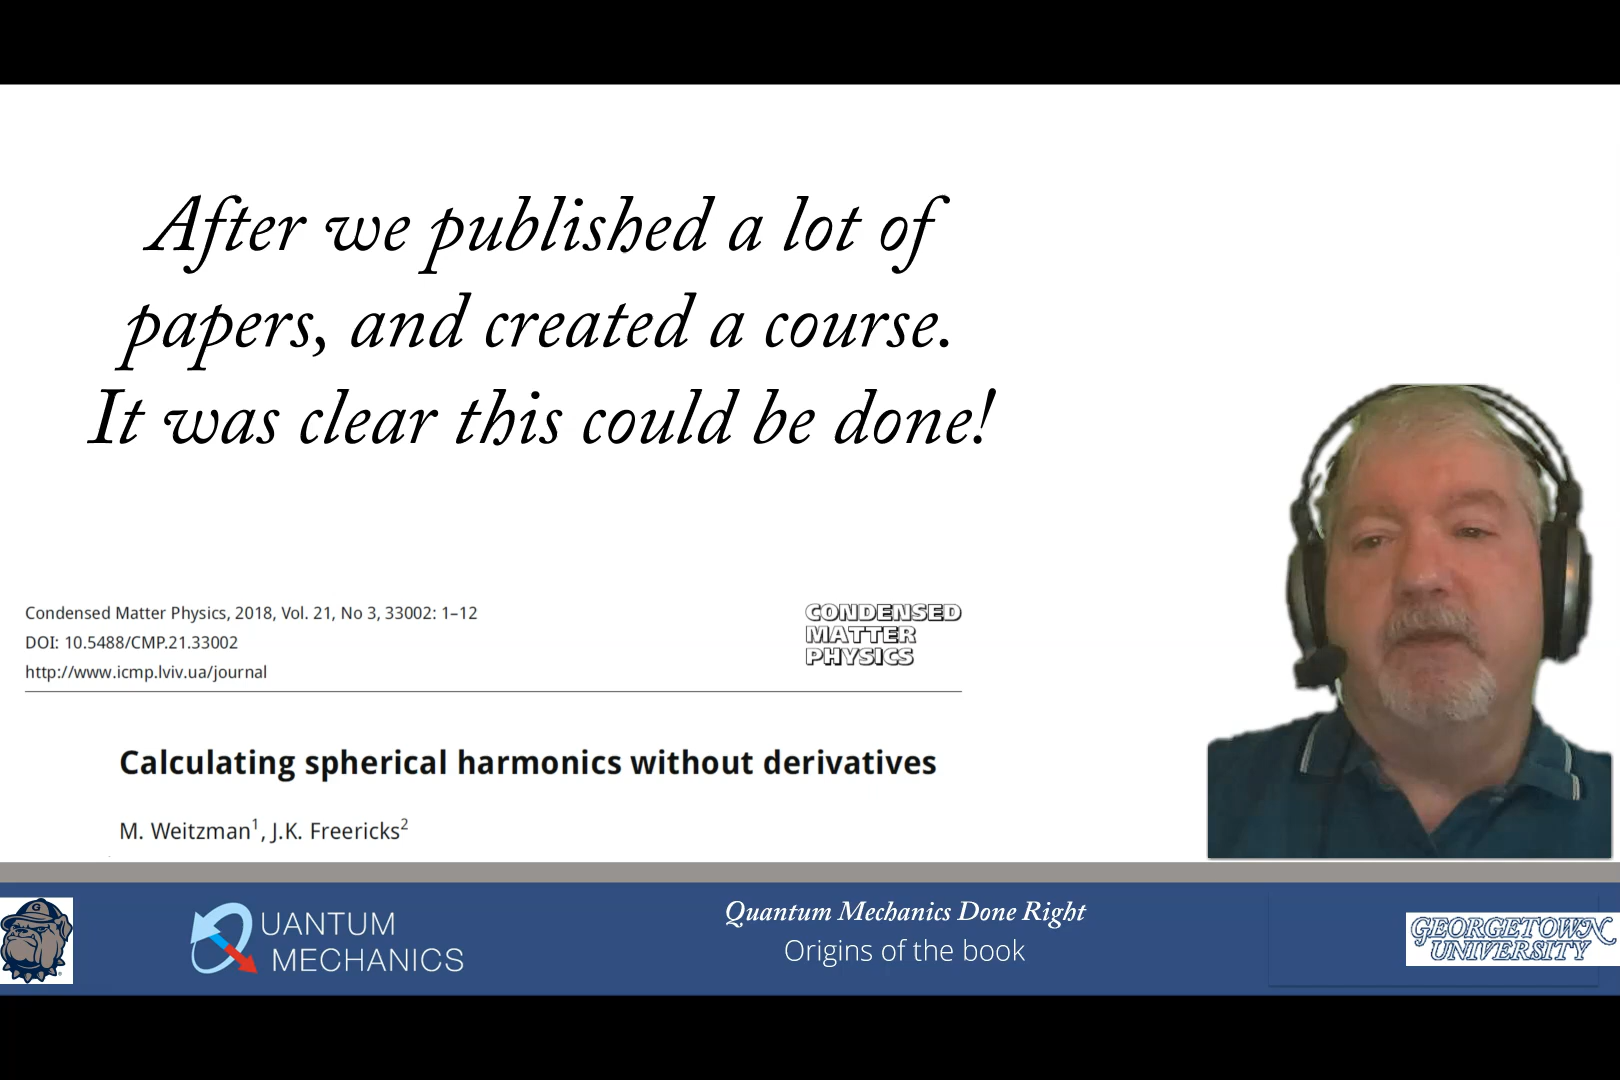 After we published a lot of
papers, and created a course.
It was clear this could be done!
Condensed Matter Physics, 2018, Vol. 21, No 3, 33002: 1–12
DOI: 10.5488/CMP.21.33002
http://www.icmp.lviv.ua/journal
CONDENSED
MATTER
PHYSICS
Calculating spherical harmonics without derivatives
M. Weitzman¹, J.K. Freericks²
G
QUANTUM
MECHANICS
Quantum Mechanics Done Right
Origins of the book
GEORGETOWN
UNIVERSITY